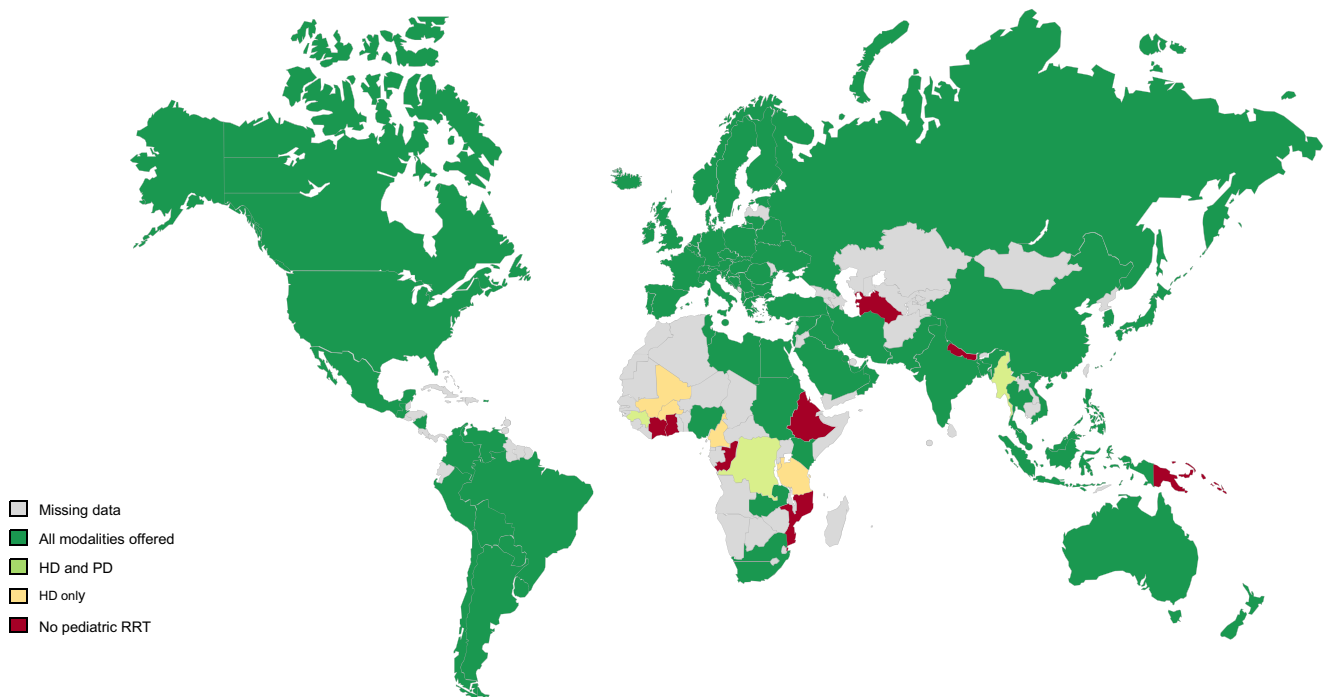 Missing data
All modalities offered
HD and PD
HD only
No pediatric RRT